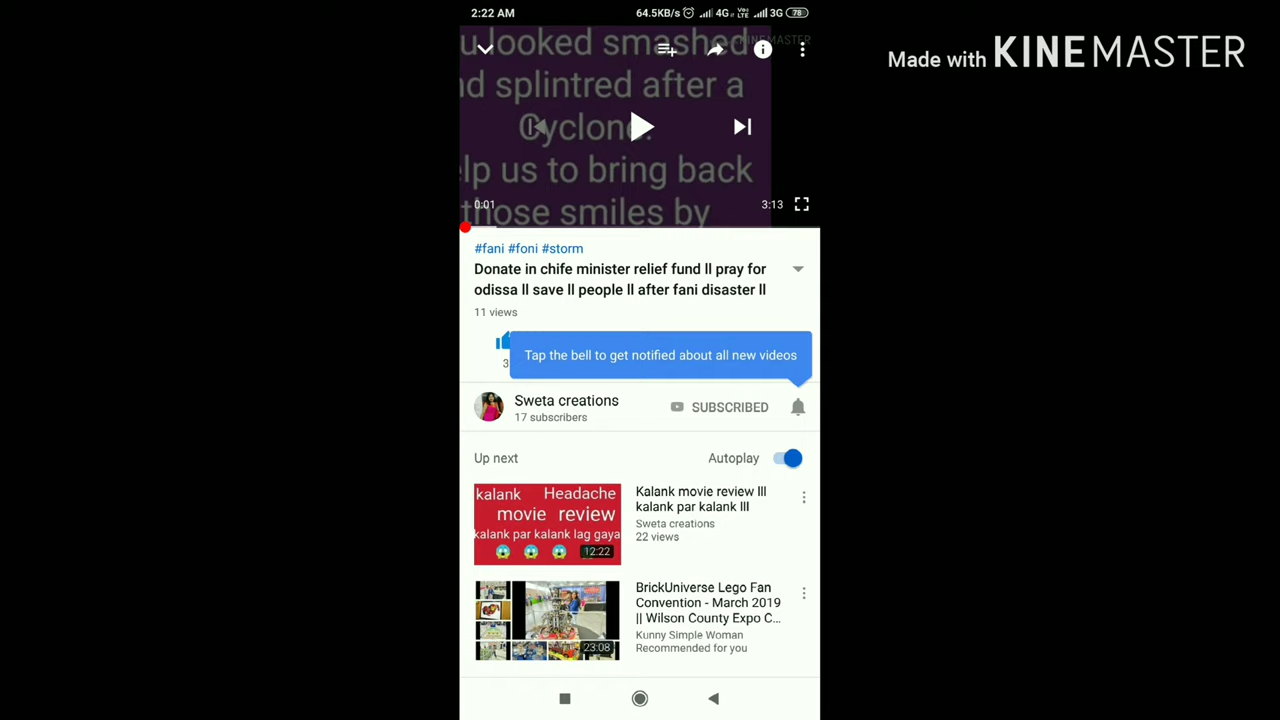 2:22 AM 64.5KB/s 4G VoLTE 3G 78
Made with KINEMASTER
u looked smashed
nd splintred after a
Cyclone.
lp us to bring back
those smiles by
0:01 3:13
#fani #foni #storm
Donate in chife minister relief fund ll pray for
odissa ll save ll people ll after fani disaster ll
11 views
3
Tap the bell to get notified about all new videos
Sweta creations
17 subscribers
SUBSCRIBED
Up next
Autoplay
kalank Headache
movie review
kalank par kalank lag gaya
12:22
Kalank movie review lll
kalank par kalank lll
Sweta creations
22 views
23:08
BrickUniverse Lego Fan
Convention - March 2019
|| Wilson County Expo C...
Kunny Simple Woman
Recommended for you